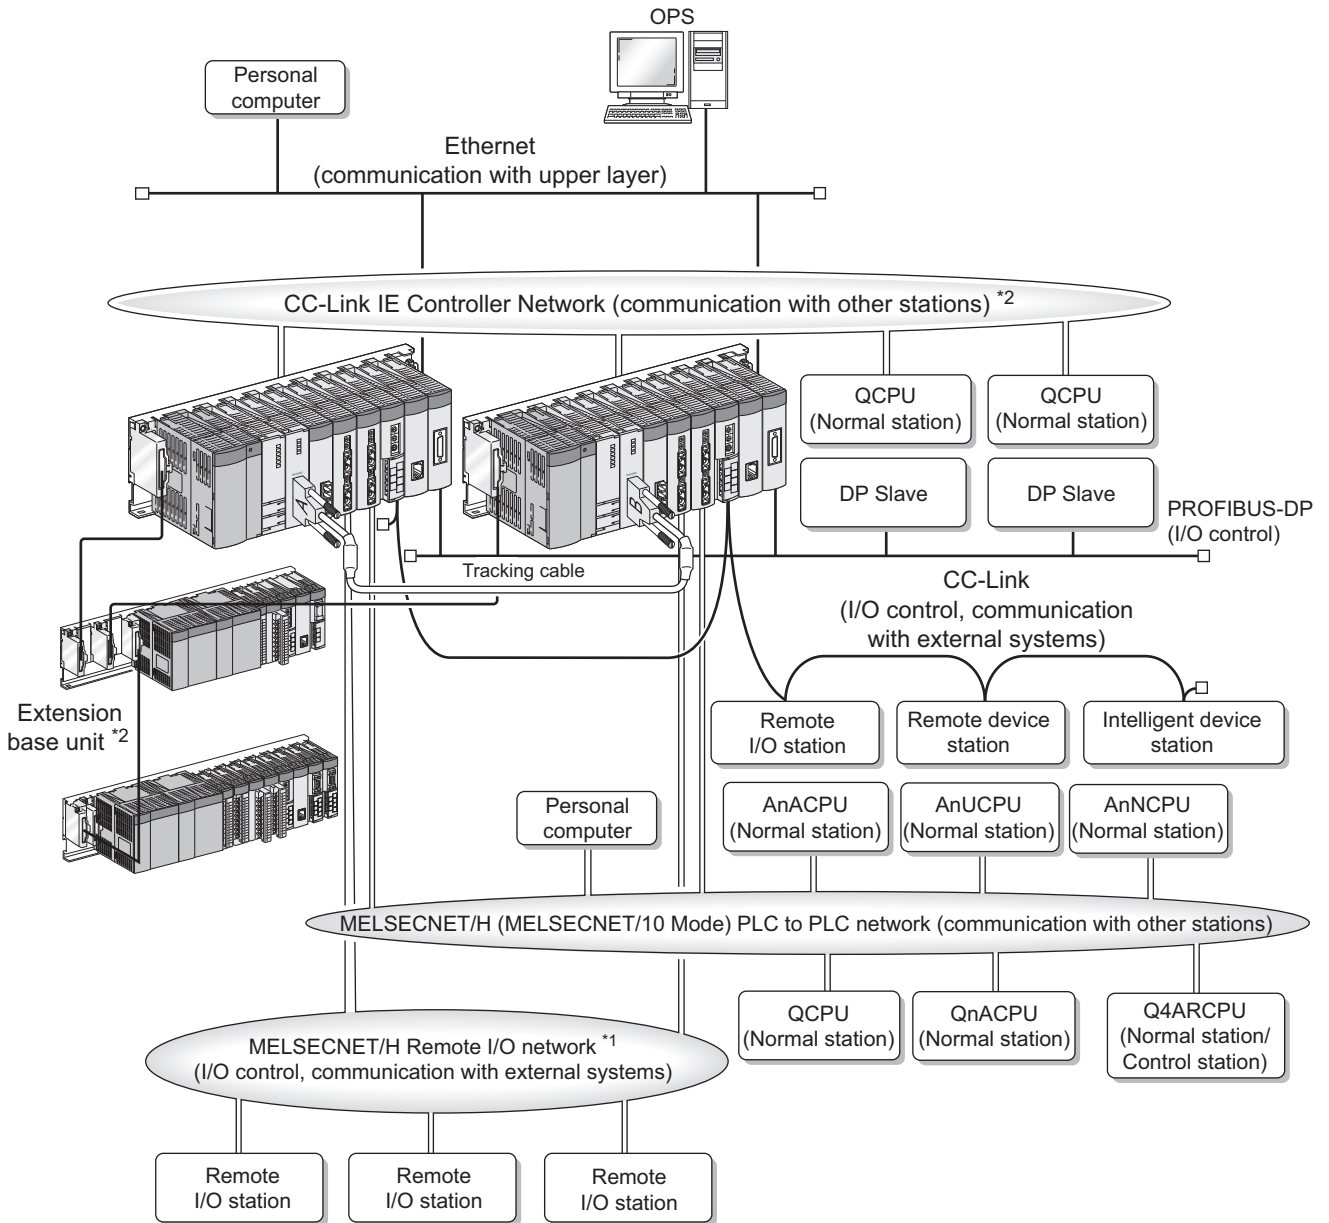 OPS
Personal
computer
Ethernet
(communication with upper layer)
CC-Link IE Controller Network (communication with other stations) *2
QCPU
(Normal station)
QCPU
(Normal station)
A
B
DP Slave
DP Slave
PROFIBUS-DP
(I/O control)
Tracking cable
CC-Link
(I/O control, communication
with external systems)
Extension
base unit *2
Remote
I/O station
Remote device
station
Intelligent device
station
Personal
computer
AnACPU
(Normal station)
AnUCPU
(Normal station)
AnNCPU
(Normal station)
MELSECNET/H (MELSECNET/10 Mode) PLC to PLC network (communication with other stations)
QCPU
(Normal station)
QnACPU
(Normal station)
Q4ARCPU
(Normal station/
Control station)
MELSECNET/H Remote I/O network *1
(I/O control, communication with external systems)
Remote
I/O station
Remote
I/O station
Remote
I/O station